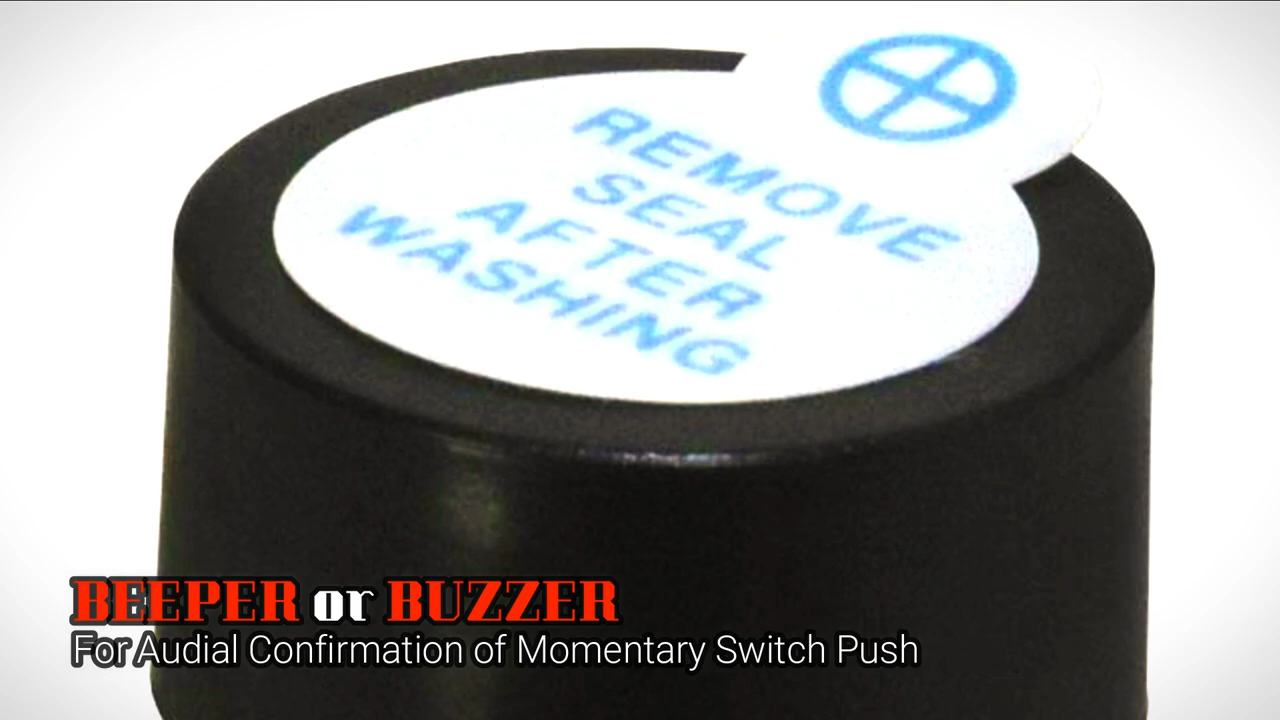 REMOVE
SEAL
AFTER
WASHING
BEEPER or BUZZER
For Audial Confirmation of Momentary Switch Push